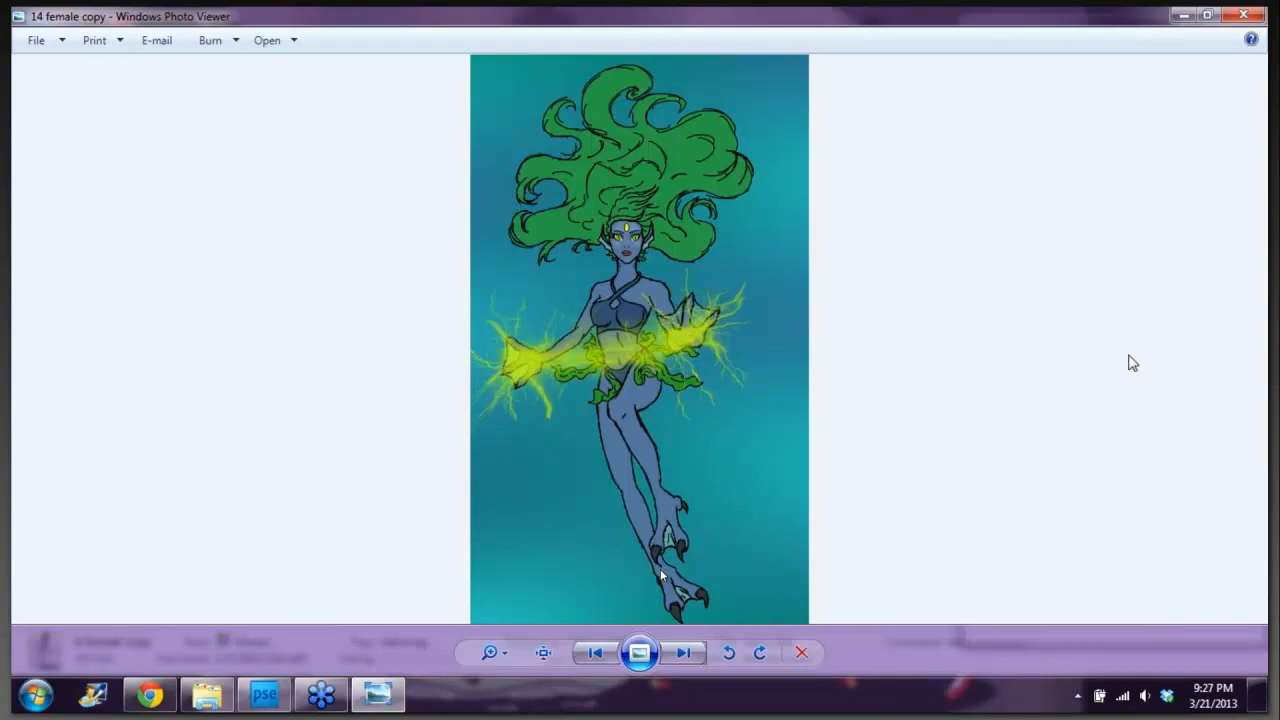 14 female copy - Windows Photo Viewer
File Print E-mail Burn Open
pse
9:27 PM
3/21/2013